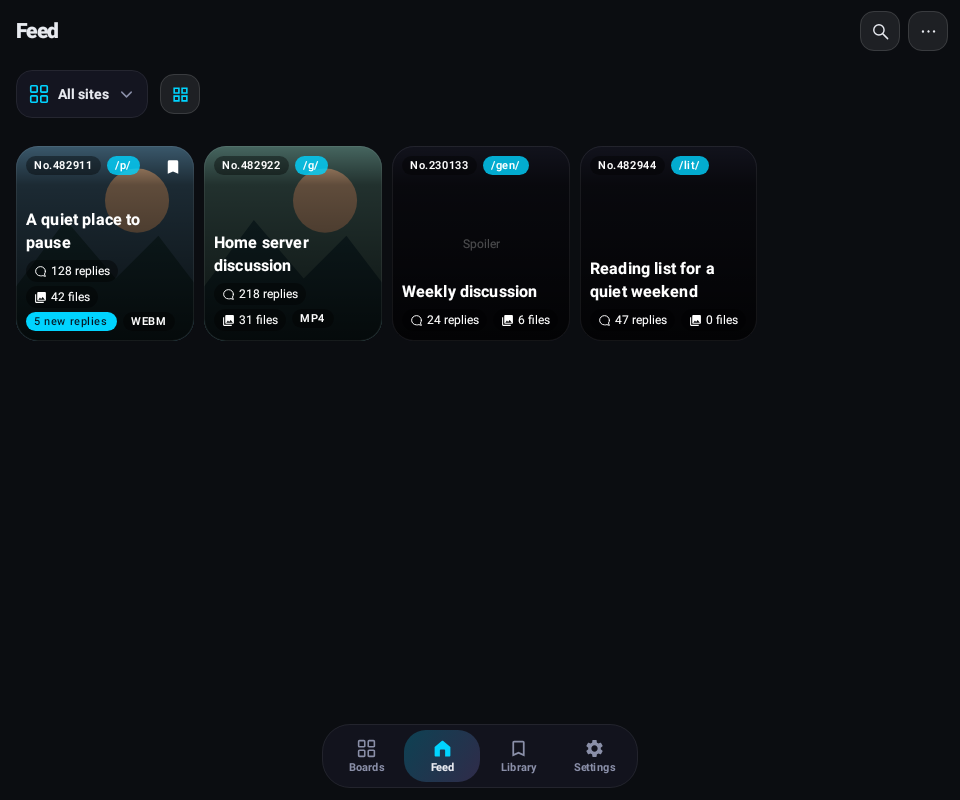 Feed
All sites
No.482911 /p/
A quiet place to
pause
128 replies
42 files
5 new replies WEBM
No.482922 /g/
Home server
discussion
218 replies
31 files MP4
No.230133 /gen/
Spoiler
Weekly discussion
24 replies 6 files
No.482944 /lit/
Reading list for a
quiet weekend
47 replies 0 files
Boards Feed Library Settings